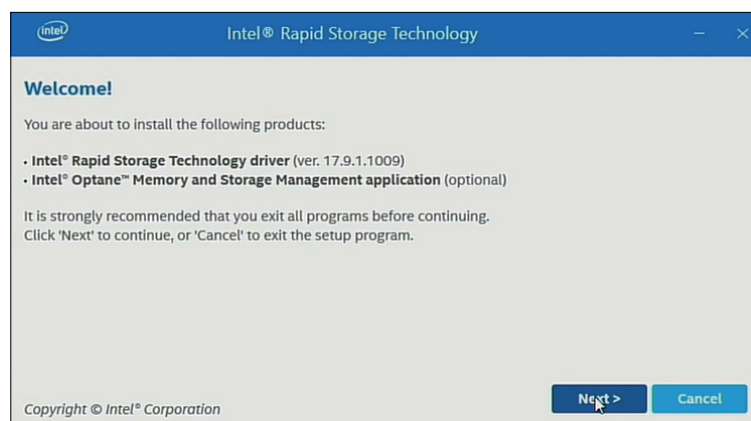 intel
Intel® Rapid Storage Technology
Welcome!
You are about to install the following products:
• Intel® Rapid Storage Technology driver (ver. 17.9.1.1009)
• Intel® Optane™ Memory and Storage Management application (optional)
It is strongly recommended that you exit all programs before continuing.
Click 'Next' to continue, or 'Cancel' to exit the setup program.
Next >
Cancel
Copyright © Intel® Corporation